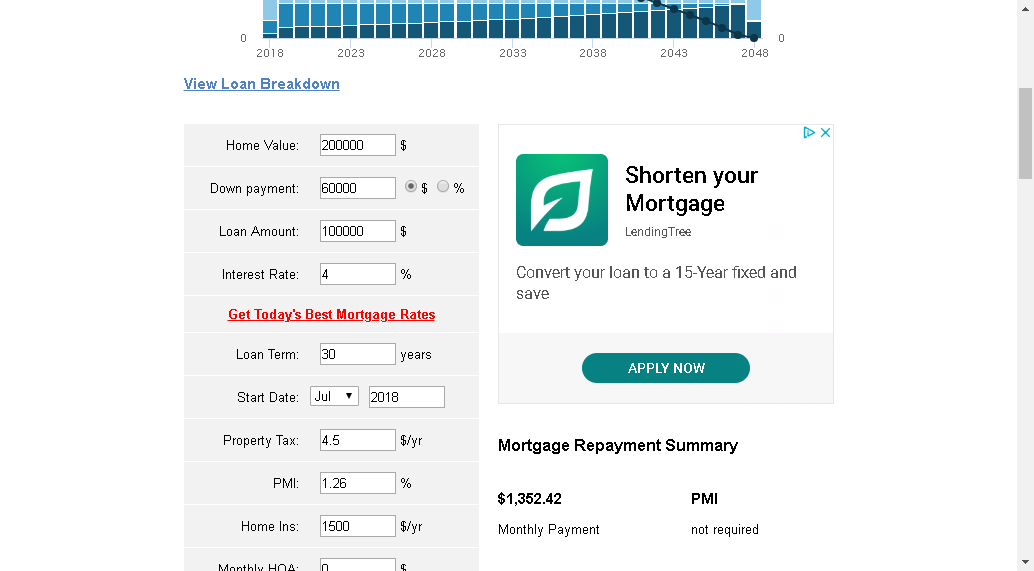 0 0
2018 2023 2028 2033 2038 2043 2048
View Loan Breakdown
Home Value: 200000 $
Down payment: 60000 $ %
Loan Amount: 100000 $
Interest Rate: 4 %
Get Today's Best Mortgage Rates
Loan Term: 30 years
Start Date: Jul 2018
Property Tax: 4.5 $/yr
PMI: 1.26 %
Home Ins: 1500 $/yr
Monthly HOA: 0 $
Shorten your
Mortgage
LendingTree
Convert your loan to a 15-Year fixed and
save
APPLY NOW
Mortgage Repayment Summary
$1,352.42 PMI
Monthly Payment not required